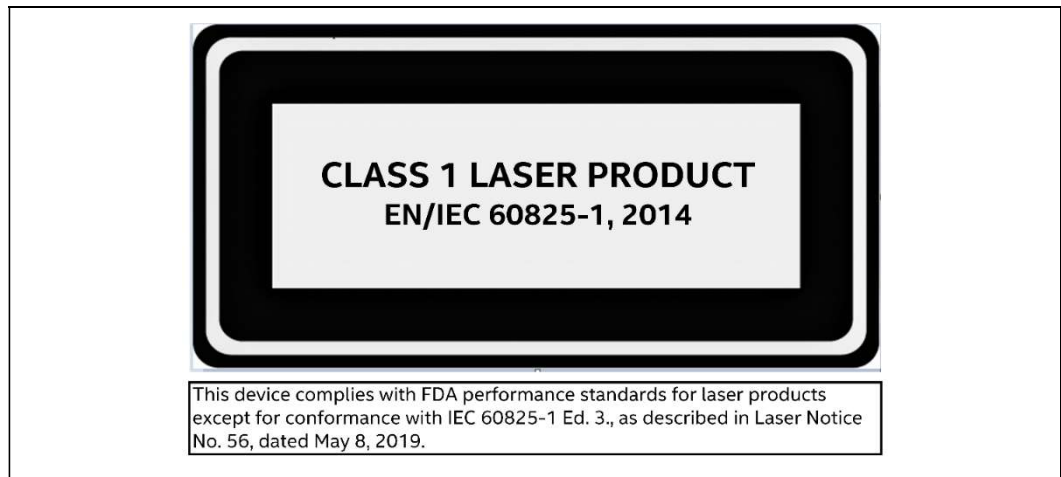 CLASS 1 LASER PRODUCT
EN/IEC 60825-1, 2014
This device complies with FDA performance standards for laser products
except for conformance with IEC 60825-1 Ed. 3., as described in Laser Notice
No. 56, dated May 8, 2019.